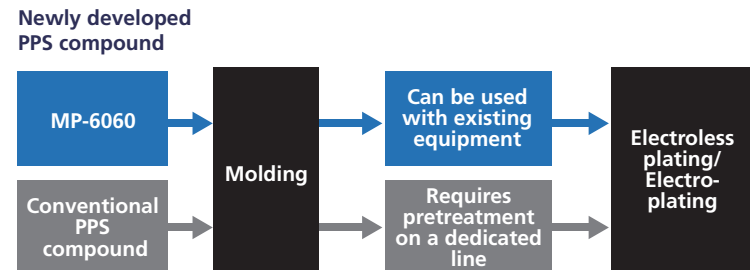 Newly developed
PPS compound
MP-6060
Molding
Can be used
with existing
equipment
Electroless
plating/
Electro-
plating
Conventional
PPS
compound
Requires
pretreatment
on a dedicated
line